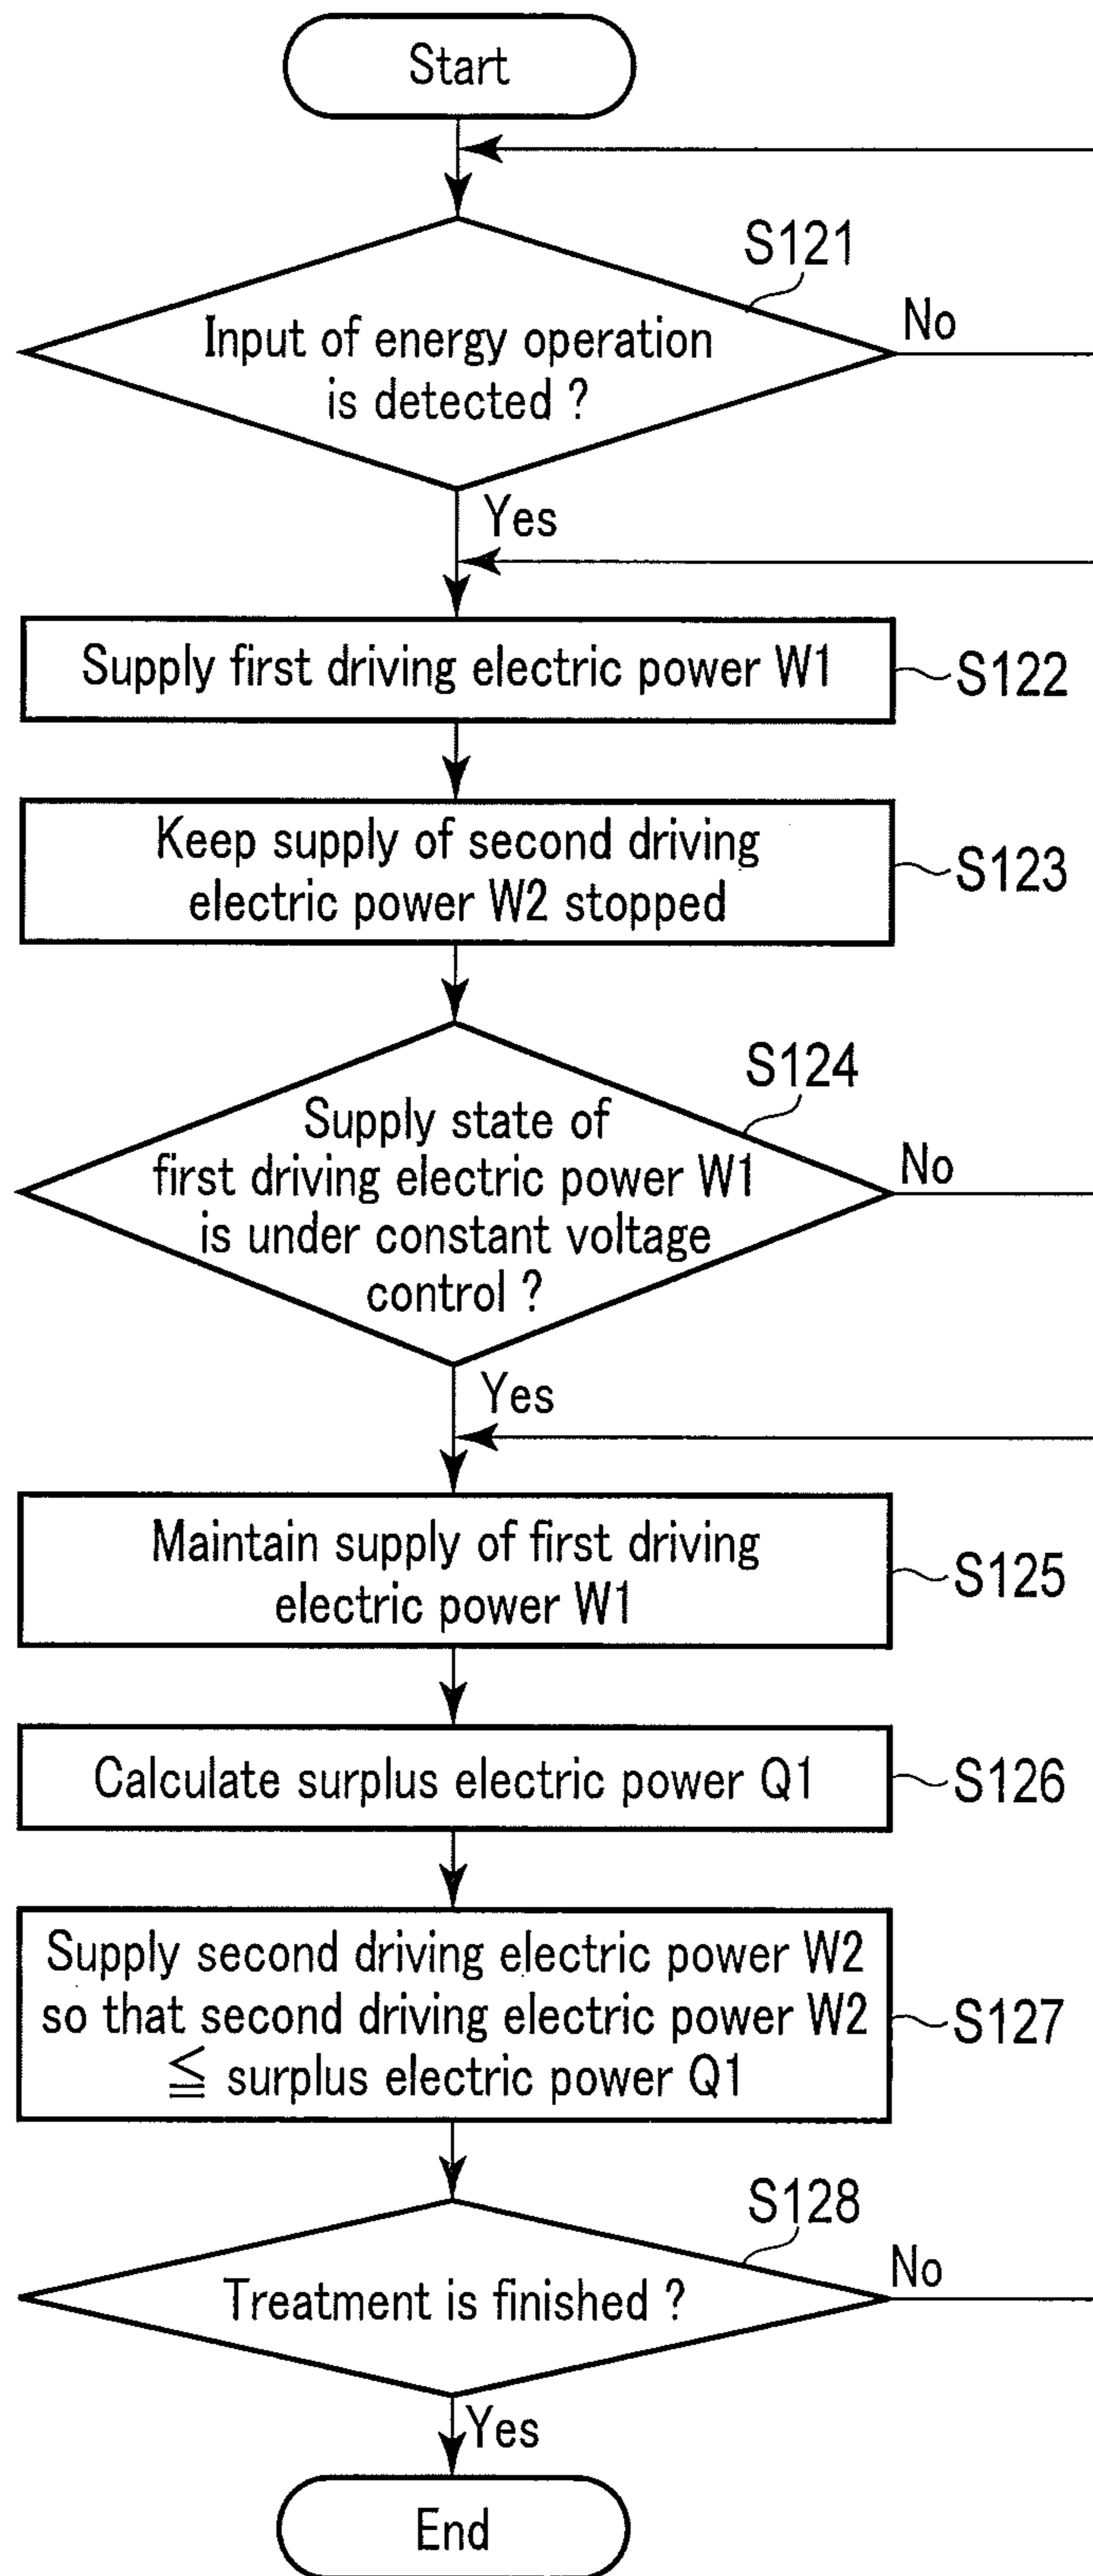 Start
S121
Input of energy operation
is detected ?
No
Yes
Supply first driving electric power W1
S122
Keep supply of second driving
electric power W2 stopped
S123
S124
Supply state of
first driving electric power W1
is under constant voltage
control ?
No
Yes
Maintain supply of first driving
electric power W1
S125
Calculate surplus electric power Q1
S126
Supply second driving electric power W2
so that second driving electric power W2
≦ surplus electric power Q1
S127
S128
Treatment is finished ?
No
Yes
End